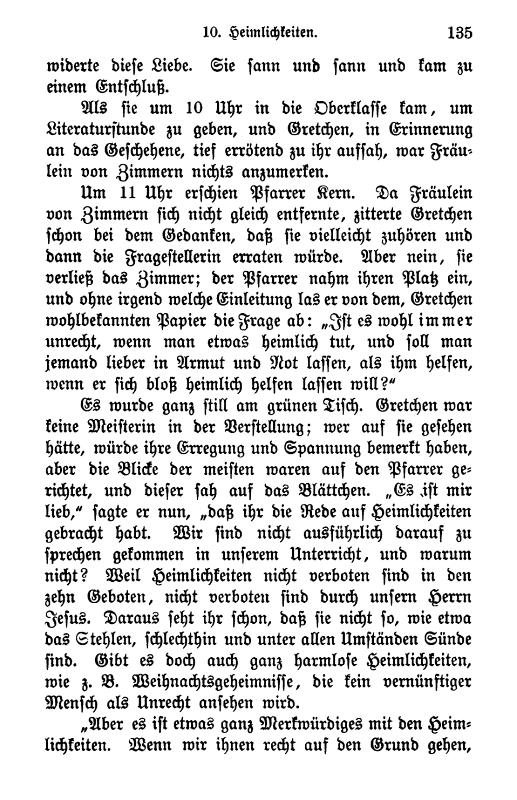 10. Heimlichkeiten. 135
widerte diese Liebe. Sie sann und sann und kam zu
einem Entschluß.
Als sie um 10 Uhr in die Oberklasse kam, um
Literaturstunde zu geben, und Gretchen, in Erinnerung
an das Geschehene, tief errötend zu ihr aufsah, war Fräu-
lein von Zimmern nichts anzumerken.
Um 11 Uhr erschien Pfarrer Kern. Da Fräulein
von Zimmern sich nicht gleich entfernte, zitterte Gretchen
schon bei dem Gedanken, daß sie vielleicht zuhören und
dann die Fragestellerin erraten würde. Aber nein, sie
verließ das Zimmer; der Pfarrer nahm ihren Platz ein,
und ohne irgend welche Einleitung las er von dem, Gretchen
wohlbekannten Papier die Frage ab: „Ist es wohl immer
unrecht, wenn man etwas heimlich tut, und soll man
jemand lieber in Armut und Not lassen, als ihm helfen,
wenn er sich bloß heimlich helfen lassen will?“
Es wurde ganz still am grünen Tisch. Gretchen war
keine Meisterin in der Verstellung; wer auf sie gesehen
hätte, würde ihre Erregung und Spannung bemerkt haben,
aber die Blicke der meisten waren auf den Pfarrer ge-
richtet, und dieser sah auf das Blättchen. „Es ist mir
lieb,“ sagte er nun, „daß ihr die Rede auf Heimlichkeiten
gebracht habt. Wir sind nicht ausführlich darauf zu
sprechen gekommen in unserem Unterricht, und warum
nicht? Weil Heimlichkeiten nicht verboten sind in den
zehn Geboten, nicht verboten sind durch unsern Herrn
Jesus. Daraus seht ihr schon, daß sie nicht so, wie etwa
das Stehlen, schlechthin und unter allen Umständen Sünde
sind. Gibt es doch auch ganz harmlose Heimlichkeiten,
wie z. B. Weihnachtsgeheimnisse, die kein vernünftiger
Mensch als Unrecht ansehen wird.
„Aber es ist etwas ganz Merkwürdiges mit den Heim-
lichkeiten. Wenn wir ihnen recht auf den Grund gehen,